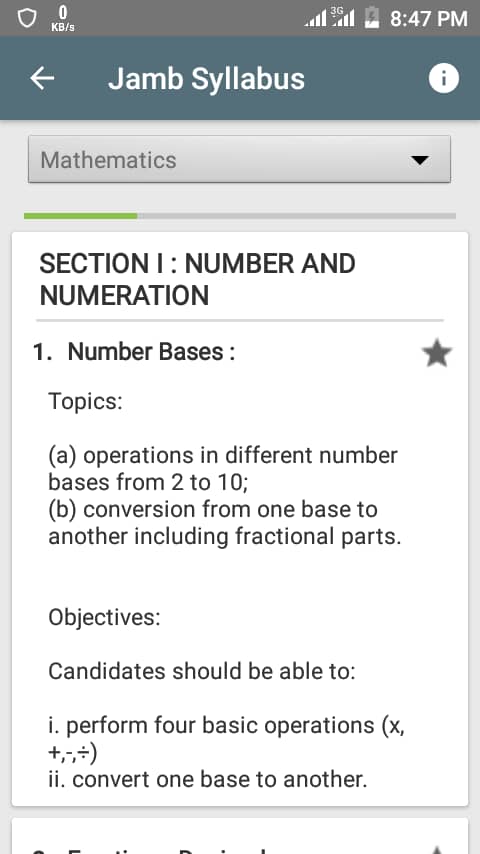 0
KB/s
3G
8:47 PM
Jamb Syllabus
Mathematics
SECTION I : NUMBER AND
NUMERATION
1. Number Bases :
Topics:
(a) operations in different number
bases from 2 to 10;
(b) conversion from one base to
another including fractional parts.
Objectives:
Candidates should be able to:
i. perform four basic operations (x,
+,-,÷)
ii. convert one base to another.